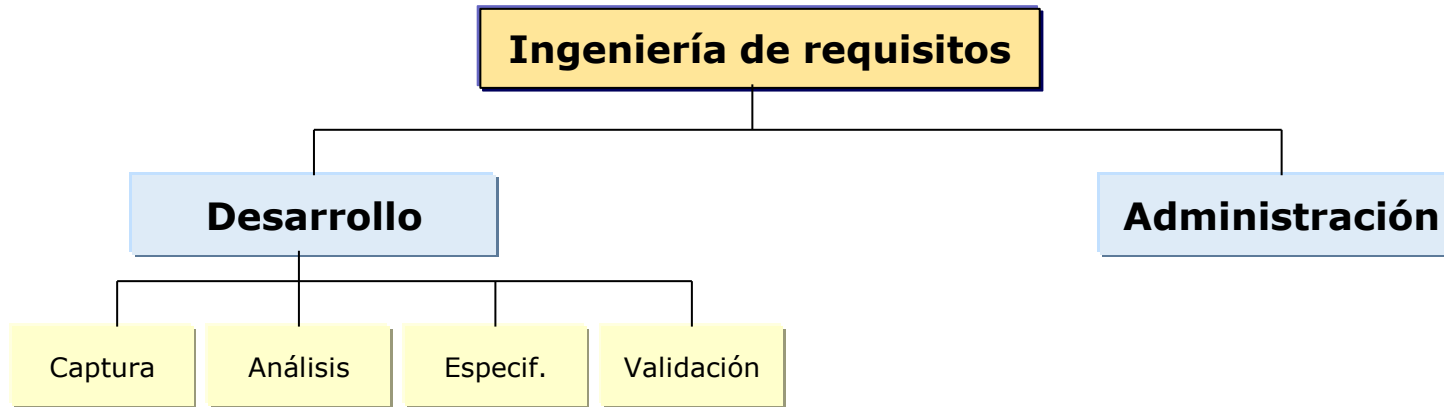 Ingeniería de requisitos
Desarrollo
Administración
Captura
Análisis
Especif.
Validación